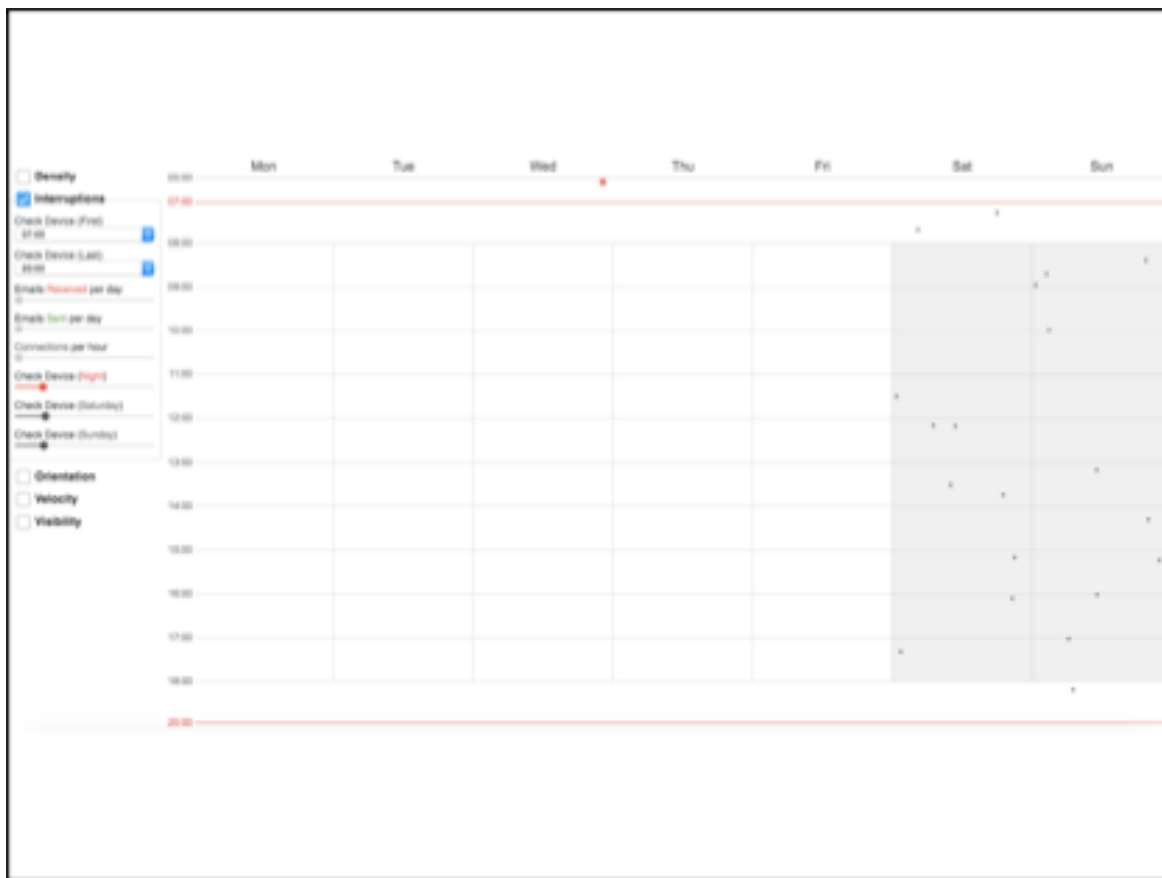 Mon Tue Wed Thu Fri Sat Sun
Density
00:00
Interruptions
07:00
Check Device (First)
07:00
08:00
Check Device (Last)
Emails Received per day
09:00
Emails Sent per day
10:00
Connections per hour
11:00
Check Device (Night)
Check Device (Saturday)
12:00
Check Device (Sunday)
13:00
Orientation
Velocity
14:00
Visibility
15:00
16:00
17:00
18:00
20:00